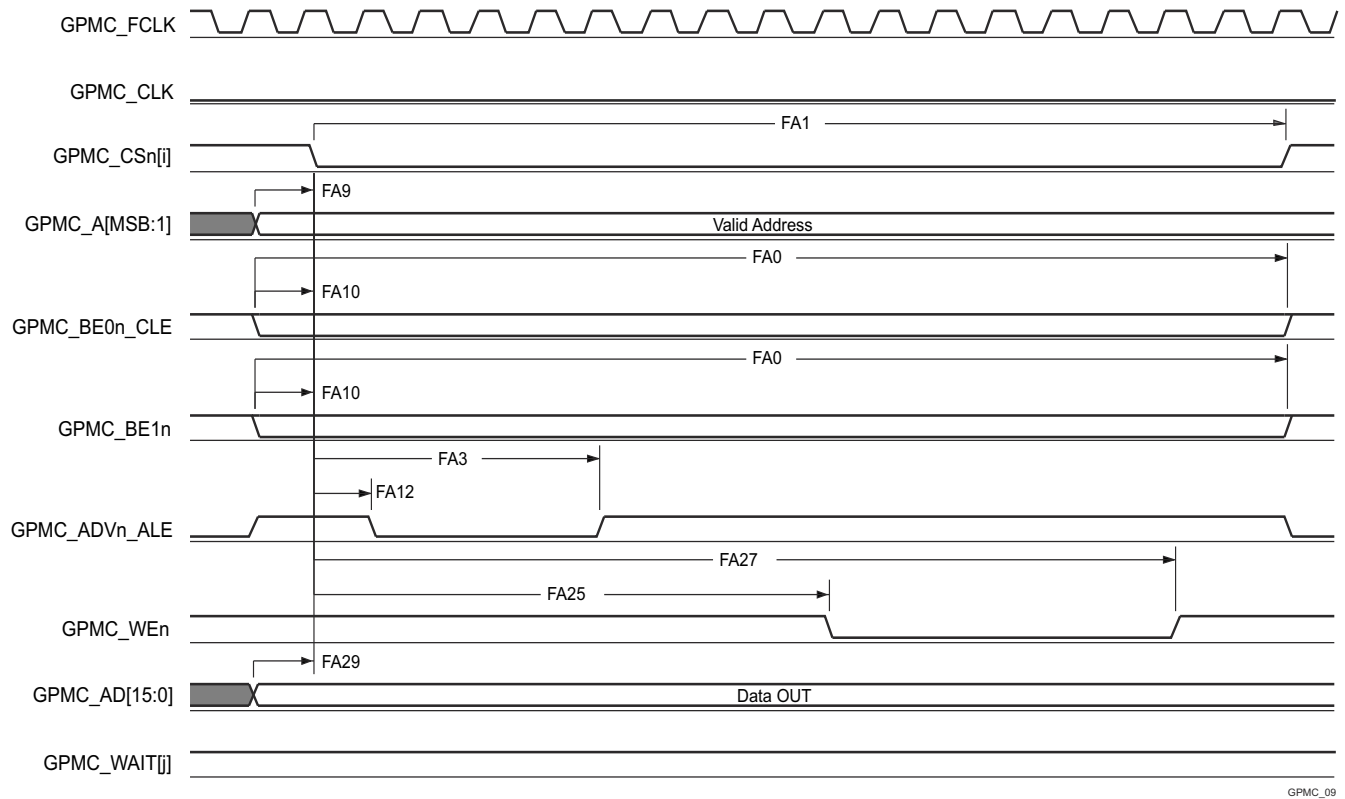 GPMC_FCLK
GPMC_CLK
FA1
GPMC_CSn[i]
FA9
GPMC_A[MSB:1]
Valid Address
FA0
FA10
GPMC_BE0n_CLE
FA0
FA10
GPMC_BE1n
FA3
FA12
GPMC_ADVn_ALE
FA27
FA25
GPMC_WEn
FA29
GPMC_AD[15:0]
Data OUT
GPMC_WAIT[j]
GPMC_09